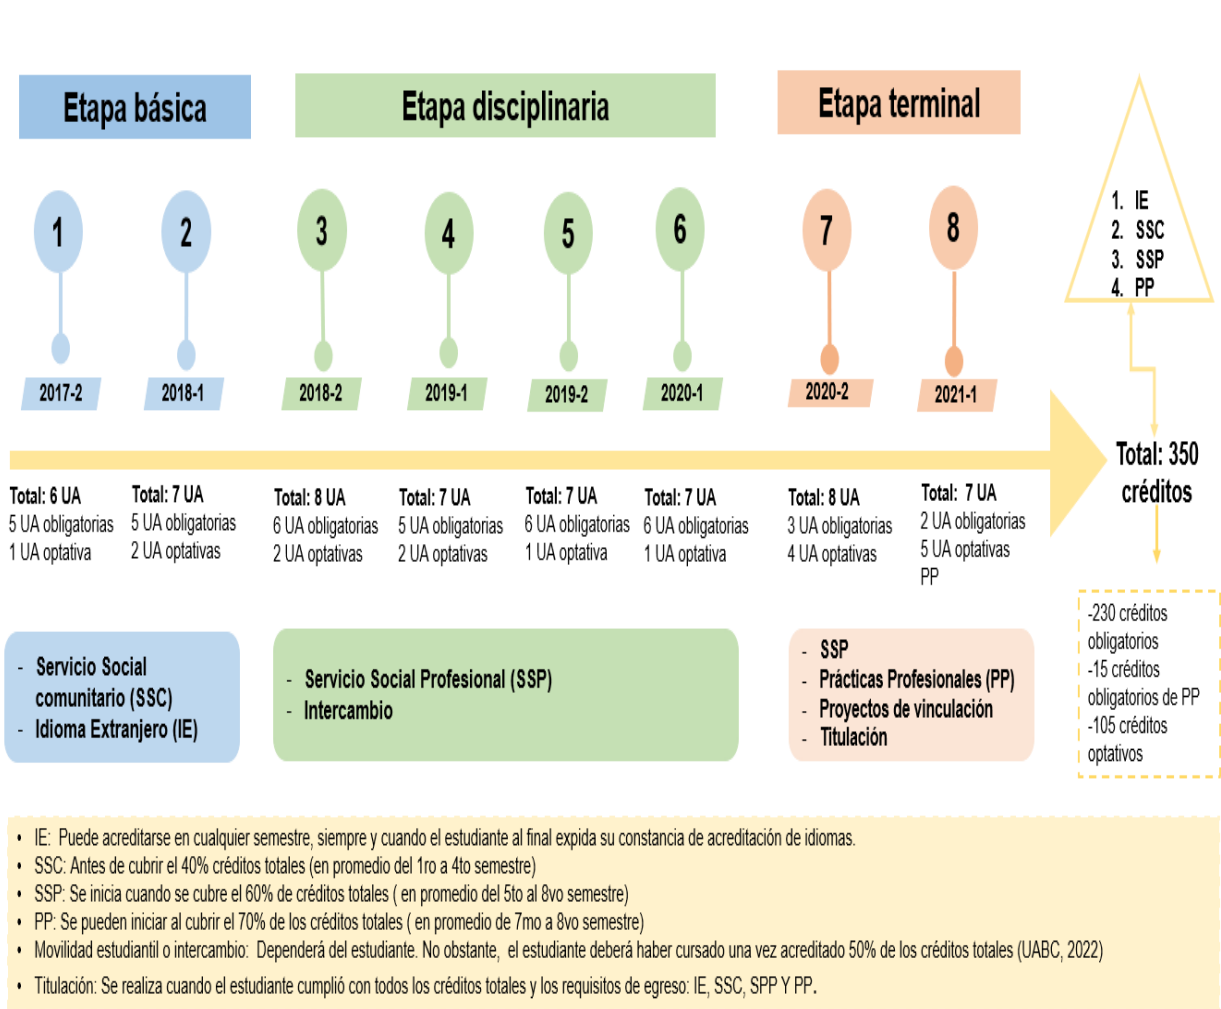 Etapa básica
Etapa disciplinaria
Etapa terminal
1
2
3
4
5
6
7
8
2017-2
2018-1
2018-2
2019-1
2019-2
2020-1
2020-2
2021-1
1. IE
2. SSC
3. SSP
4. PP
Total: 350
créditos
Total: 6 UA
5 UA obligatorias
1 UA optativa
Total: 7 UA
5 UA obligatorias
2 UA optativas
Total: 8 UA
6 UA obligatorias
2 UA optativas
Total: 7 UA
5 UA obligatorias
2 UA optativas
Total: 7 UA
6 UA obligatorias
1 UA optativa
Total: 7 UA
6 UA obligatorias
1 UA optativa
Total: 8 UA
3 UA obligatorias
4 UA optativas
Total: 7 UA
2 UA obligatorias
5 UA optativas
PP
-230 créditos
obligatorios
-15 créditos
obligatorios de PP
-105 créditos
optativos
- Servicio Social
comunitario (SSC)
- Idioma Extranjero (IE)
- Servicio Social Profesional (SSP)
- Intercambio
- SSP
- Prácticas Profesionales (PP)
- Proyectos de vinculación
- Titulación
• IE: Puede acreditarse en cualquier semestre, siempre y cuando el estudiante al final expida su constancia de acreditación de idiomas.
• SSC: Antes de cubrir el 40% créditos totales (en promedio del 1ro a 4to semestre)
• SSP: Se inicia cuando se cubre el 60% de créditos totales ( en promedio del 5to al 8vo semestre)
• PP: Se pueden iniciar al cubrir el 70% de los créditos totales ( en promedio de 7mo a 8vo semestre)
• Movilidad estudiantil o intercambio: Dependerá del estudiante. No obstante, el estudiante deberá haber cursado una vez acreditado 50% de los créditos totales (UABC, 2022)
• Titulación: Se realiza cuando el estudiante cumplió con todos los créditos totales y los requisitos de egreso: IE, SSC, SPP Y PP.